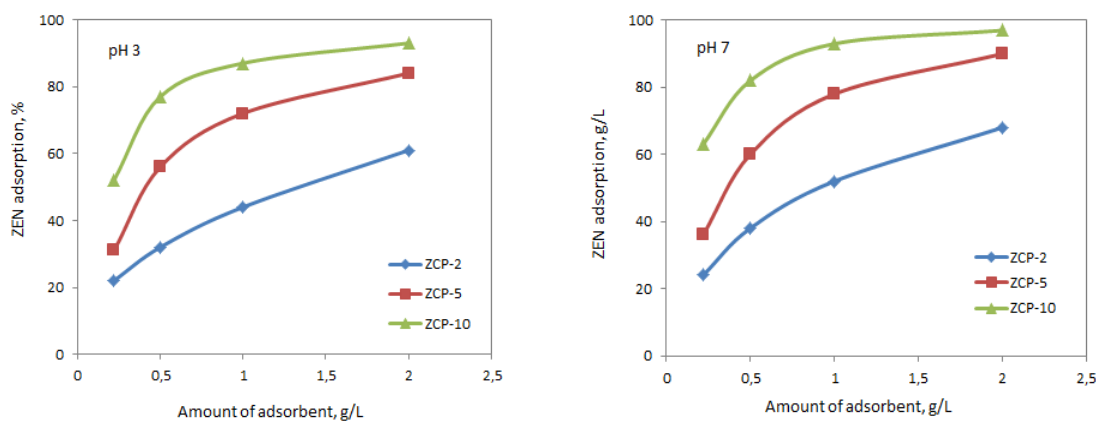 pH 3
ZEN adsorption, %
100
80
60
40
20
0
0
0,5
1
1,5
2
2,5
Amount of adsorbent, g/L
ZCP-2
ZCP-5
ZCP-10
pH 7
ZEN adsorption, g/L
100
80
60
40
20
0
0
0,5
1
1,5
2
2,5
Amount of adsorbent, g/L
ZCP-2
ZCP-5
ZCP-10